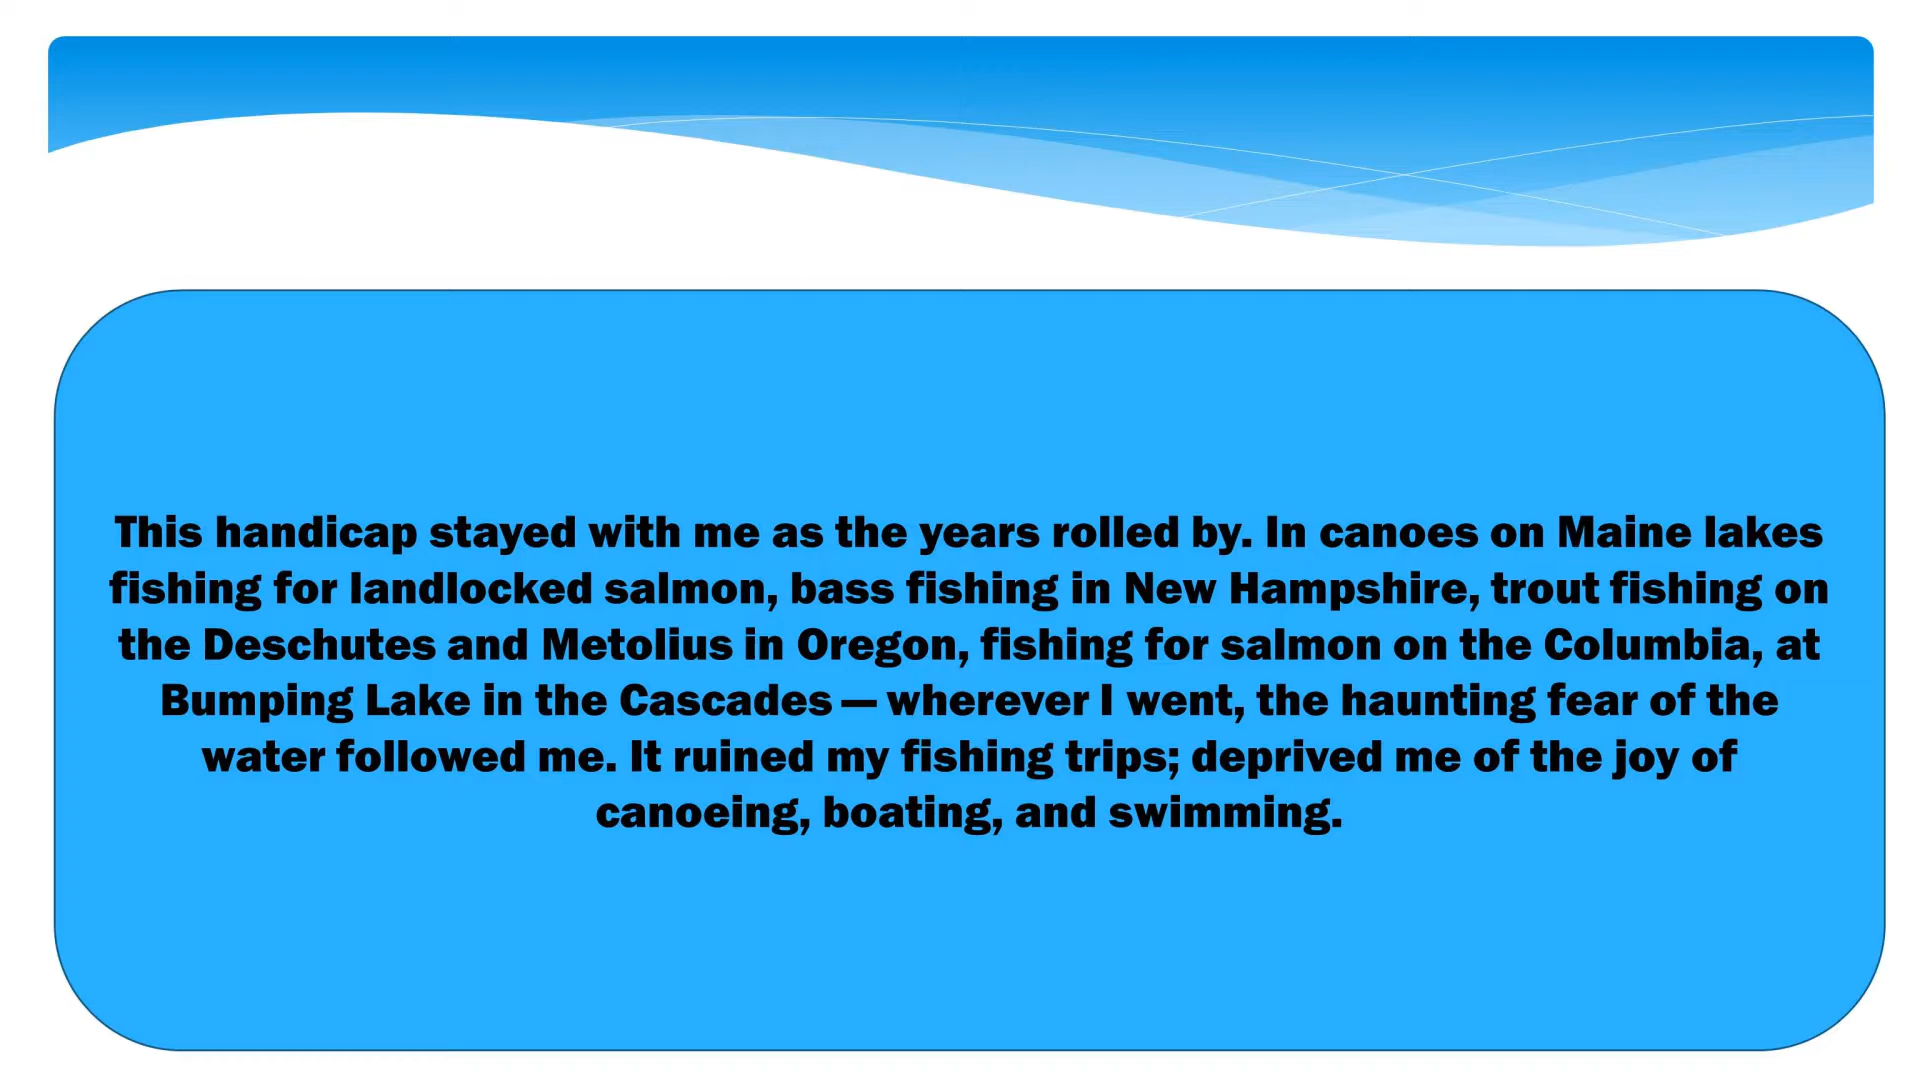 This handicap stayed with me as the years rolled by. In canoes on Maine lakes
fishing for landlocked salmon, bass fishing in New Hampshire, trout fishing on
the Deschutes and Metolius in Oregon, fishing for salmon on the Columbia, at
Bumping Lake in the Cascades — wherever I went, the haunting fear of the
water followed me. It ruined my fishing trips; deprived me of the joy of
canoeing, boating, and swimming.